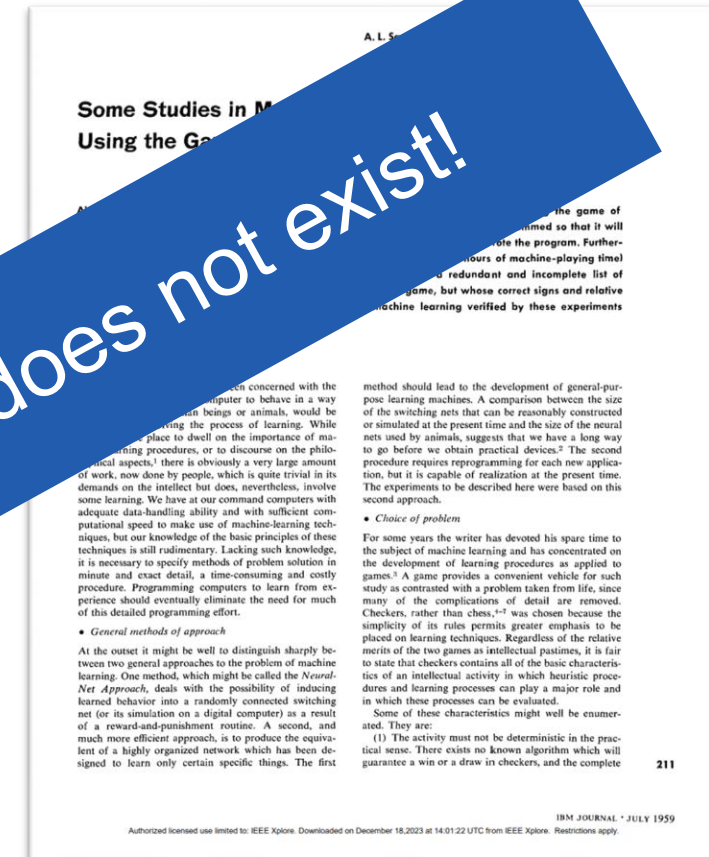 A. L.
Some Studies in
Using the
does not exist!
the game of
so that it will
the program. Further-
hours of machine-playing time)
redundant and incomplete list of
game, but whose correct signs and relative
machine learning verified by these experiments
concerned with the
computer to behave in a way
beings or animals, would be
the process of learning. While
place to dwell on the importance of ma-
procedures, or to discourse on the philo-
aspects,¹ there is obviously a very large amount
of work, now done by people, which is quite trivial in its
demands on the intellect but does, nevertheless, involve
some learning. We have at our command computers with
adequate data-handling ability and with sufficient com-
putational speed to make use of machine-learning tech-
niques, but our knowledge of the basic principles of these
techniques is still rudimentary. Lacking such knowledge,
it is necessary to specify methods of problem solution in
minute and exact detail, a time-consuming and costly
procedure. Programming computers to learn from ex-
perience should eventually eliminate the need for much
of this detailed programming effort.
• General methods of approach
At the outset it might be well to distinguish sharply be-
tween two general approaches to the problem of machine
learning. One method, which might be called the Neural-
Net Approach, deals with the possibility of inducing
learned behavior into a randomly connected switching
net (or its simulation on a digital computer) as a result
of a reward-and-punishment routine. A second, and
much more efficient approach, is to produce the equiva-
lent of a highly organized network which has been de-
signed to learn only certain specific things. The first
method should lead to the development of general-pur-
pose learning machines. A comparison between the size
of the switching nets that can be reasonably constructed
or simulated at the present time and the size of the neural
nets used by animals, suggests that we have a long way
to go before we obtain practical devices.² The second
procedure requires reprogramming for each new applica-
tion, but it is capable of realization at the present time.
The experiments to be described here were based on this
second approach.
• Choice of problem
For some years the writer has devoted his spare time to
the subject of machine learning and has concentrated on
the development of learning procedures as applied to
games.³ A game provides a convenient vehicle for such
study as contrasted with a problem taken from life, since
many of the complications of detail are removed.
Checkers, rather than chess,⁴⁻⁷ was chosen because the
simplicity of its rules permits greater emphasis to be
placed on learning techniques. Regardless of the relative
merits of the two games as intellectual pastimes, it is fair
to state that checkers contains all of the basic characteris-
tics of an intellectual activity in which heuristic proce-
dures and learning processes can play a major role and
in which these processes can be evaluated.
Some of these characteristics might well be enumer-
ated. They are:
(1) The activity must not be deterministic in the prac-
tical sense. There exists no known algorithm which will
guarantee a win or a draw in checkers, and the complete
211
IBM JOURNAL • JULY 1959
Authorized licensed use limited to: IEEE Xplore. Downloaded on December 18,2023 at 14:01:22 UTC from IEEE Xplore. Restrictions apply.